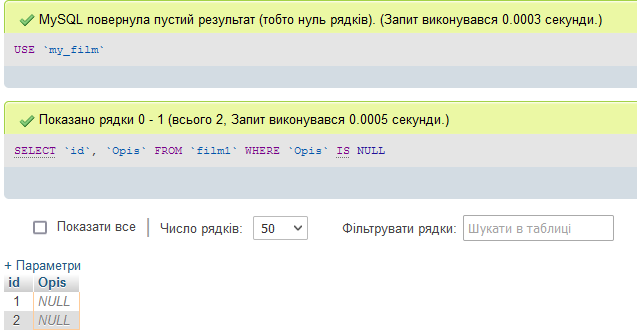 MySQL повернула пустий результат (тобто нуль рядків). (Запит виконувався 0.0003 секунди.)
USE `my_film`
Показано рядки 0 - 1 (всього 2, Запит виконувався 0.0005 секунди.)
SELECT `id`, `Opis` FROM `film1` WHERE `Opis` IS NULL
Показати все Число рядків: 50 Фільтрувати рядки: Шукати в таблиці
+ Параметри
id Opis
1 NULL
2 NULL